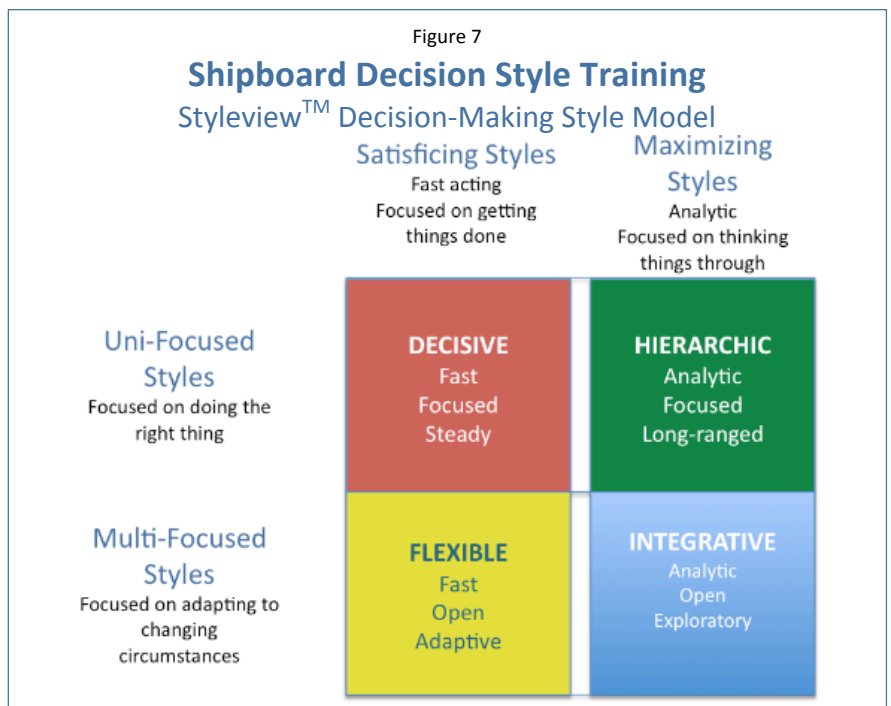 Figure 7
Shipboard Decision Style Training
Styleview™ Decision-Making Style Model
Satisficing Styles
Fast acting
Focused on getting
things done
Maximizing
Styles
Analytic
Focused on thinking
things through
Uni-Focused
Styles
Focused on doing the
right thing
DECISIVE
Fast
Focused
Steady
HIERARCHIC
Analytic
Focused
Long-ranged
Multi-Focused
Styles
Focused on adapting to
changing
circumstances
FLEXIBLE
Fast
Open
Adaptive
INTEGRATIVE
Analytic
Open
Exploratory